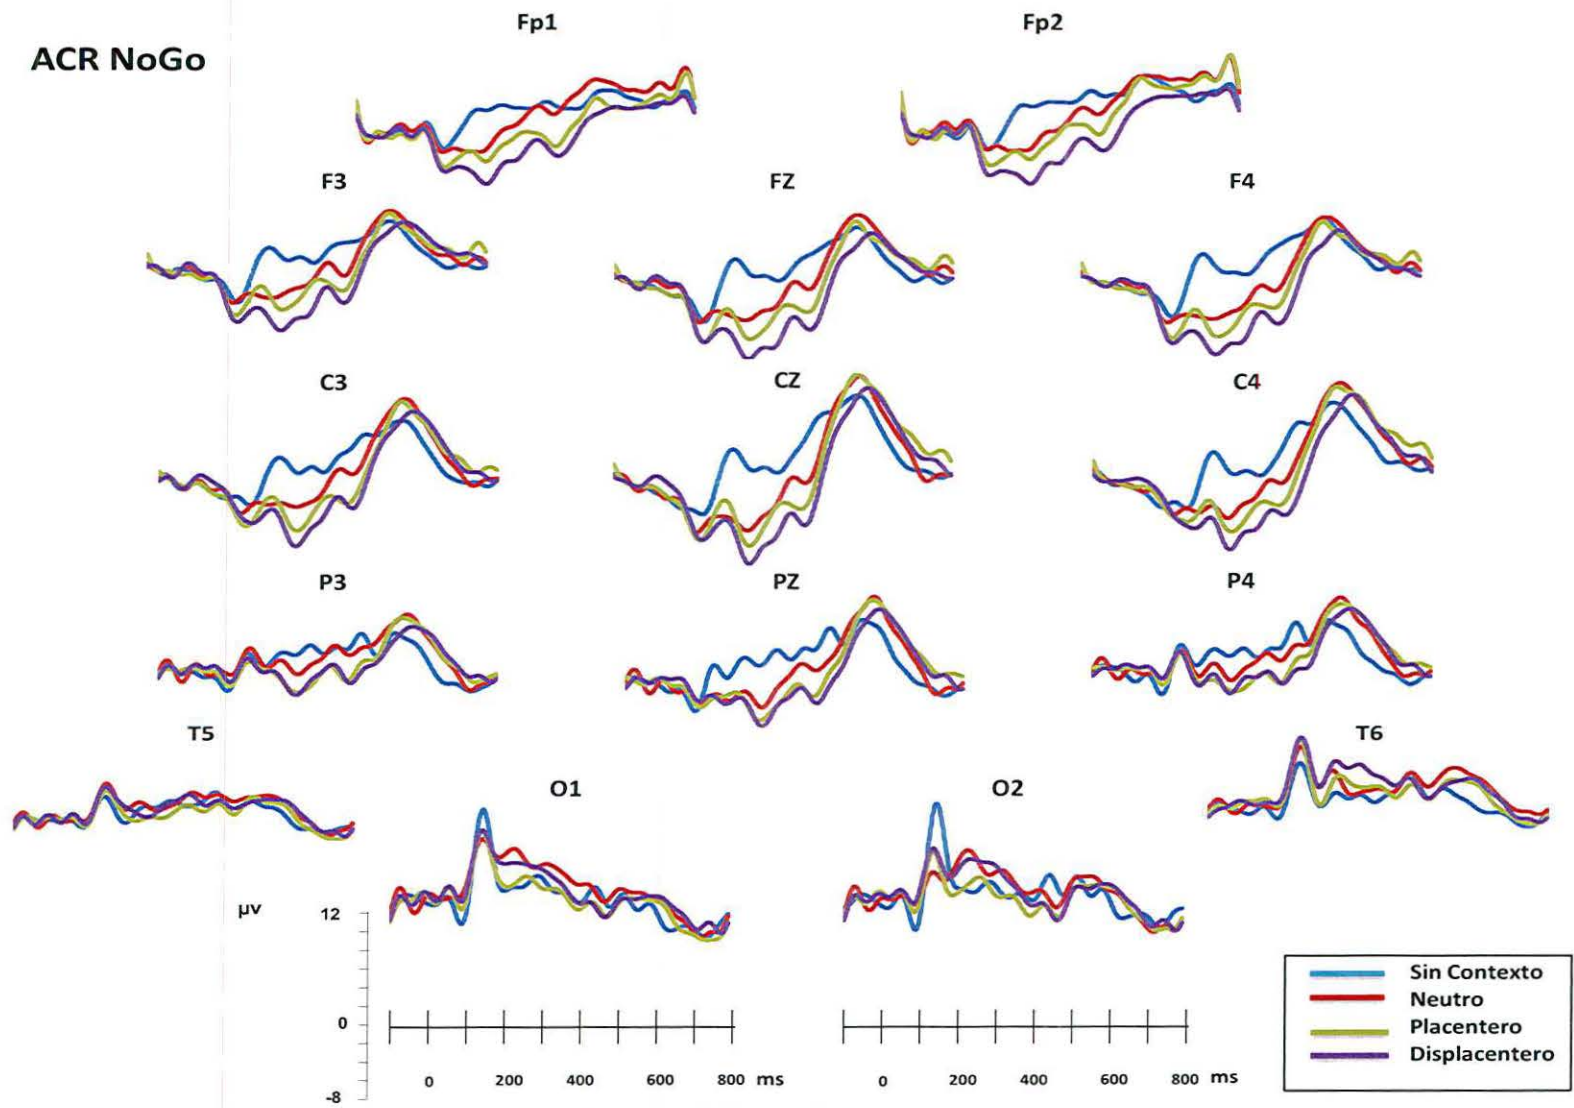 Fp1 Fp2
ACR NoGo
F3 FZ F4
C3 CZ C4
P3 PZ P4
T5 T6
O1 O2
µv 12
0
-8
0 200 400 600 800 ms 0 200 400 600 800 ms
Sin Contexto
Neutro
Placentero
Displacentero